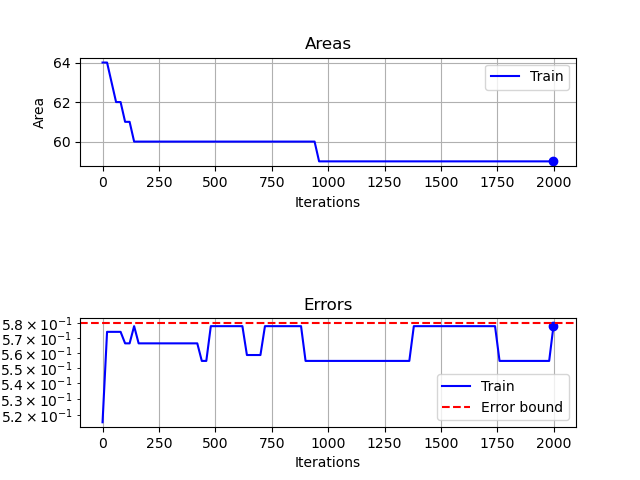 Areas
64
62
60
Area
Train
0 250 500 750 1000 1250 1500 1750 2000
Iterations
Errors
5.8 × 10⁻¹
5.7 × 10⁻¹
5.6 × 10⁻¹
5.5 × 10⁻¹
5.4 × 10⁻¹
5.3 × 10⁻¹
5.2 × 10⁻¹
Train
Error bound
0 250 500 750 1000 1250 1500 1750 2000
Iterations